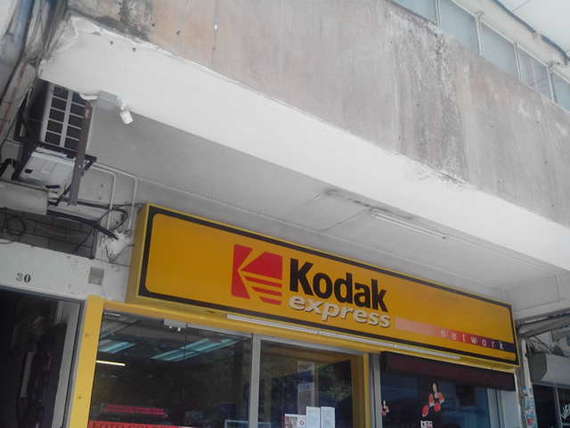 30
Kodak
express
network